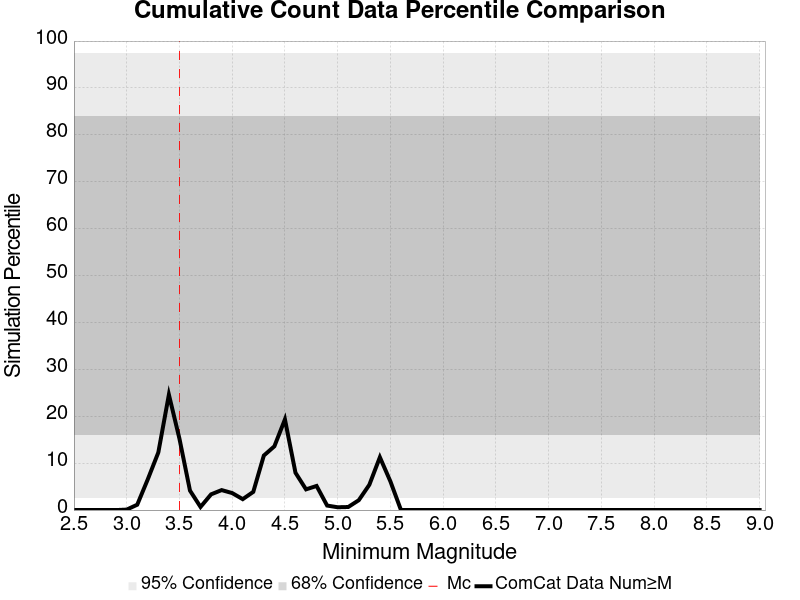 Cumulative Count Data Percentile Comparison
100
90
80
70
60
50
40
30
20
10
0
Simulation Percentile
2.5 3.0 3.5 4.0 4.5 5.0 5.5 6.0 6.5 7.0 7.5 8.0 8.5 9.0
Minimum Magnitude
95% Confidence 68% Confidence Mc ComCat Data Num≥M